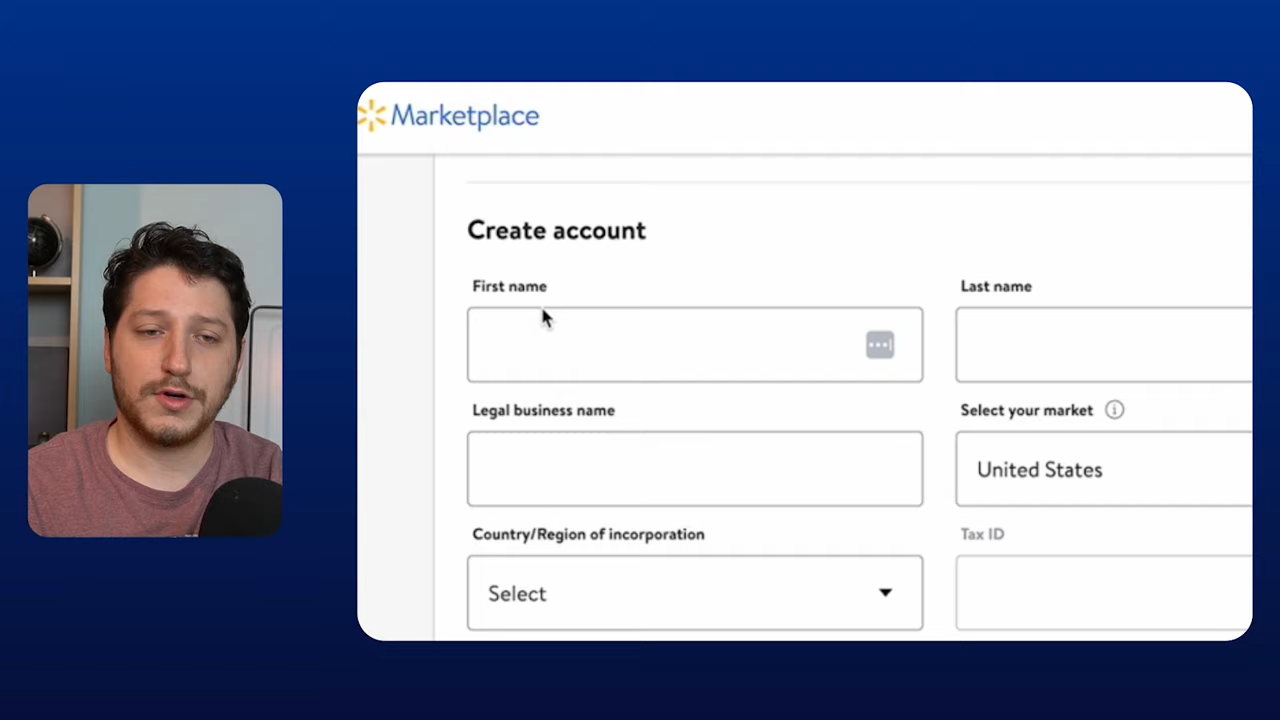 Marketplace
Create account
First name
Last name
Legal business name
Select your market
United States
Country/Region of incorporation
Tax ID
Select